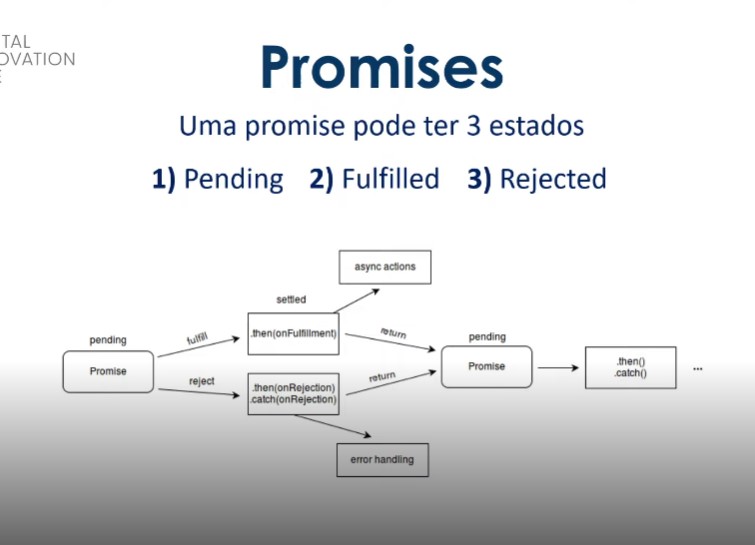 TAL
OVATION
E
Promises
Uma promise pode ter 3 estados
1) Pending 2) Fulfilled 3) Rejected
async actions
settled
pending
fulfill
.then(onFulfillment)
return
pending
Promise
Promise
.then()
.catch()
...
reject
.then(onRejection)
.catch(onRejection)
return
error handling